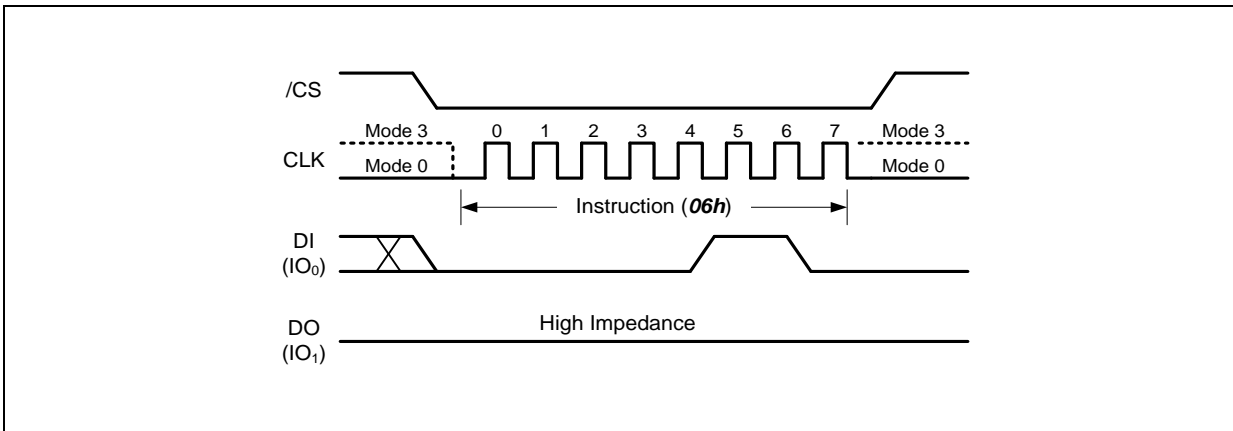 /CS
Mode 3 0 1 2 3 4 5 6 7 Mode 3
CLK
Mode 0 Mode 0
Instruction (06h)
DI
(IO₀)
High Impedance
DO
(IO₁)